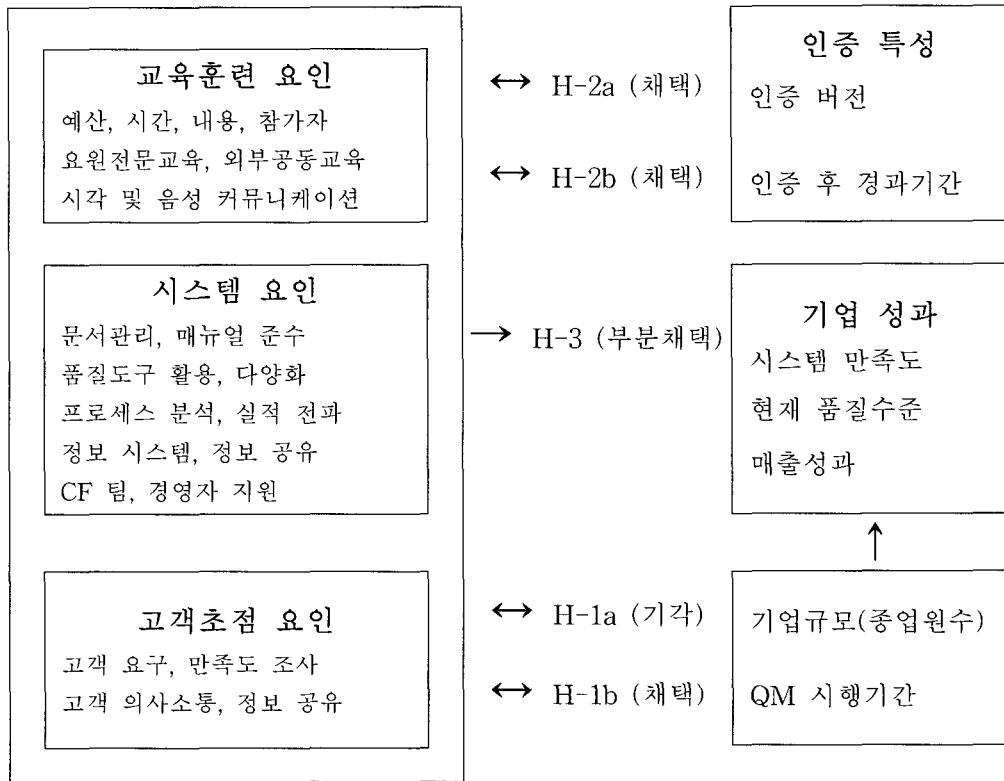 교육훈련 요인
예산, 시간, 내용, 참가자
요원전문교육, 외부공동교육
시각 및 음성 커뮤니케이션
시스템 요인
문서관리, 매뉴얼 준수
품질도구 활용, 다양화
프로세스 분석, 실적 전파
정보 시스템, 정보 공유
CF 팀, 경영자 지원
고객초점 요인
고객 요구, 만족도 조사
고객 의사소통, 정보 공유
↔ H-2a (채택)
↔ H-2b (채택)
→ H-3 (부분채택)
↔ H-1a (기각)
↔ H-1b (채택)
인증 특성
인증 버전
인증 후 경과기간
기업 성과
시스템 만족도
현재 품질수준
매출성과
↑
기업규모(종업원수)
QM 시행기간